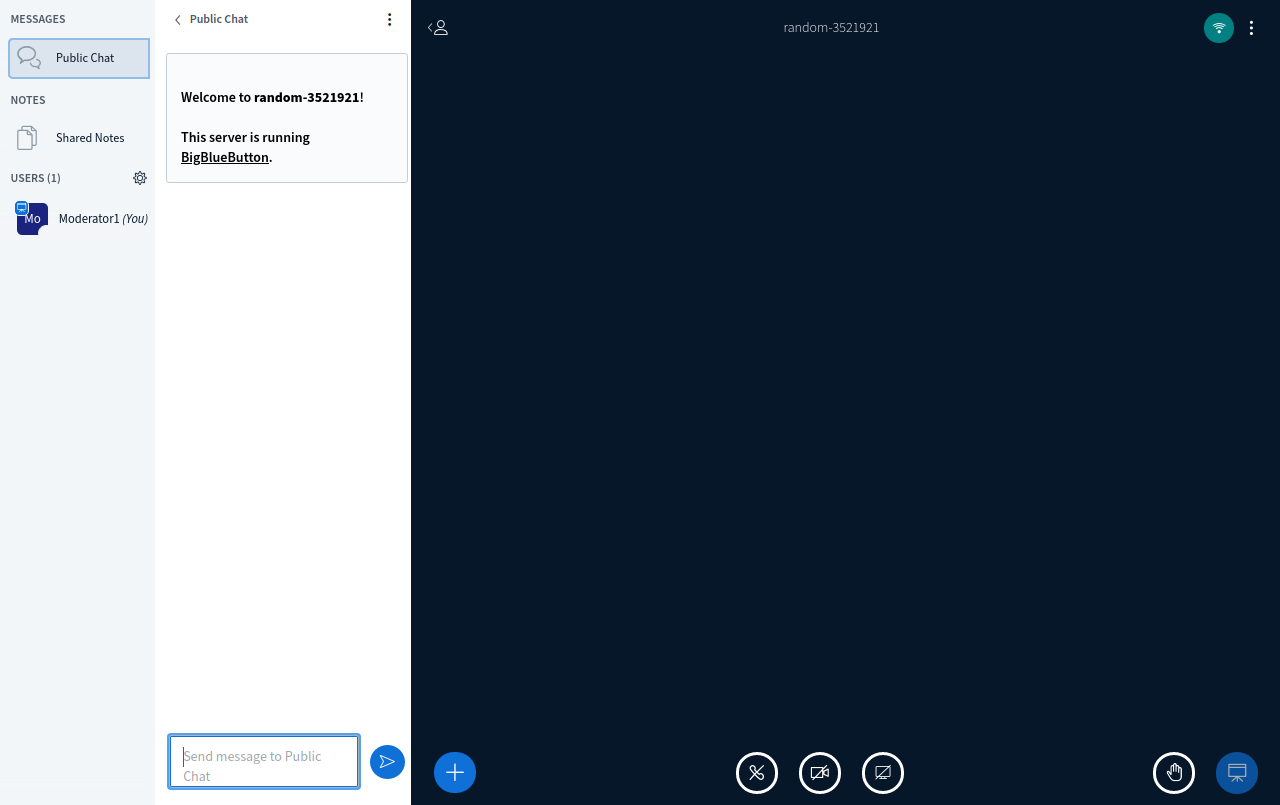 MESSAGES
Public Chat
NOTES
Shared Notes
USERS (1)
Mo
Moderator1 (You)
Public Chat
Welcome to random-3521921!
This server is running
BigBlueButton.
Send message to Public
Chat
random-3521921